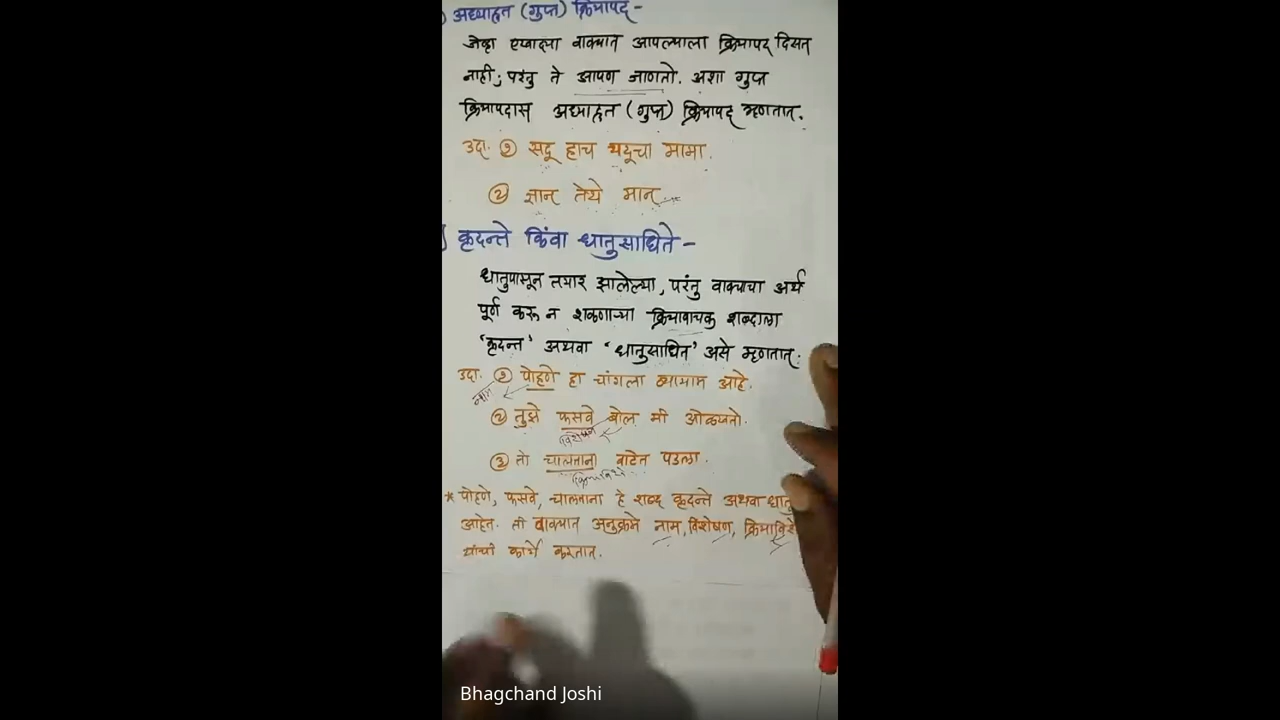 अध्याहृत (गुप्त) क्रियापद -
जेव्हा एखाद्या वाक्यात आपल्याला क्रियापद दिसत
नाही; परंतु ते आपण जाणतो. अशा गुप्त
क्रियापदास अध्याहृत (गुप्त) क्रियापद म्हणतात.
उदा. १ सदू हाच यदूचा मामा.
२ ज्ञान तेथे मान
कृदन्ते किंवा धातुसाधिते -
धातुपासून तयार झालेल्या, परंतु वाक्याचा अर्थ
पूर्ण करू न शकणाऱ्या क्रियावाचक शब्दाला
'कृदन्त' अथवा 'धातुसाधित' असे म्हणतात.
उदा. १ पोहणे हा चांगला व्यायाम आहे.
नाम
२ तुझे फसवे बोल मी ओळखतो.
विशेषण
३ तो चालताना वाटेत पडला.
* पोहणे, फसवे, चालताना हे शब्द कृदन्ते अथवा धातु
आहेत. ती वाक्यात अनुक्रमे नाम, विशेषण, क्रियाविशे
यांची कार्ये करतात.
Bhagchand Joshi